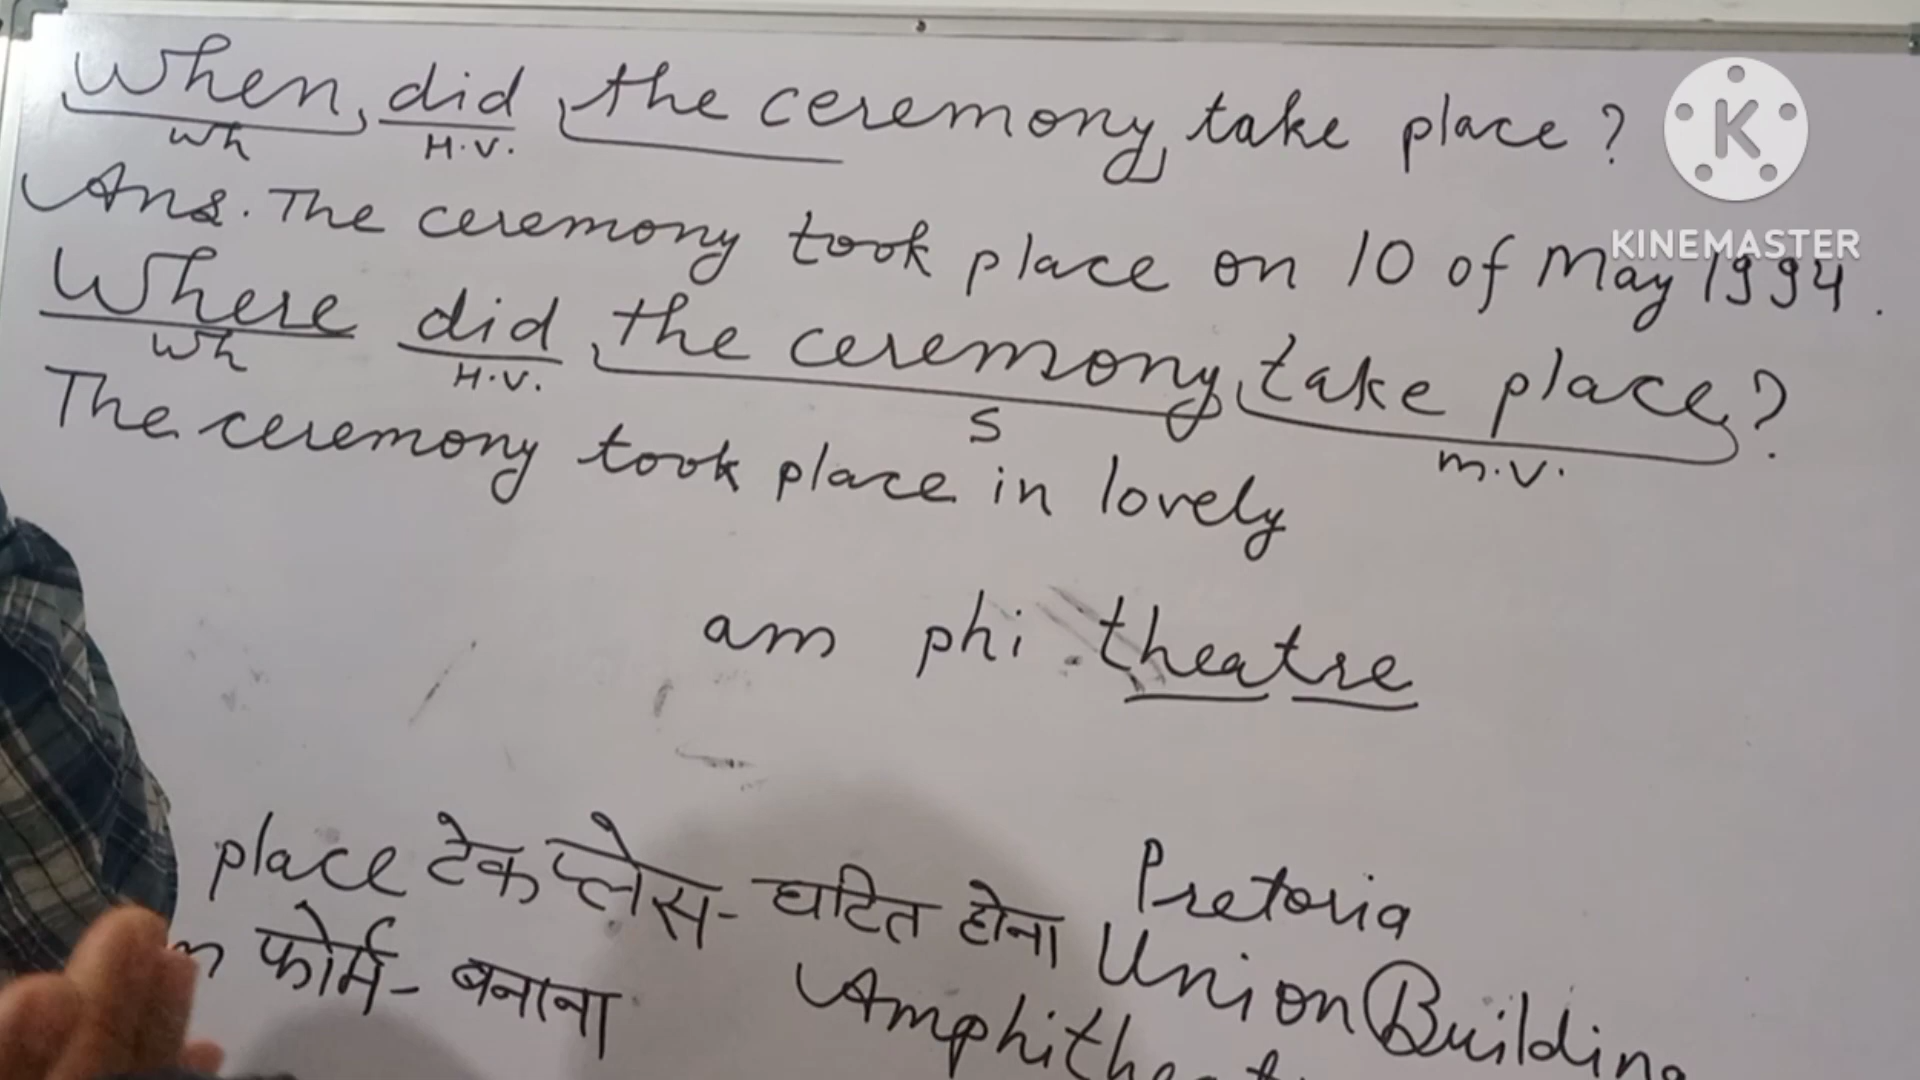 When did the ceremony take place?
wh H.V.
Ans. The ceremony took place on 10 of May 1994.
Where did the ceremony take place?
wh H.V. S m.v.
The ceremony took place in lovely
am phi theatre
place टेक प्लेस - घटित होना
फोर्म - बनाना
Pretoria
Union Building
KINEMASTER